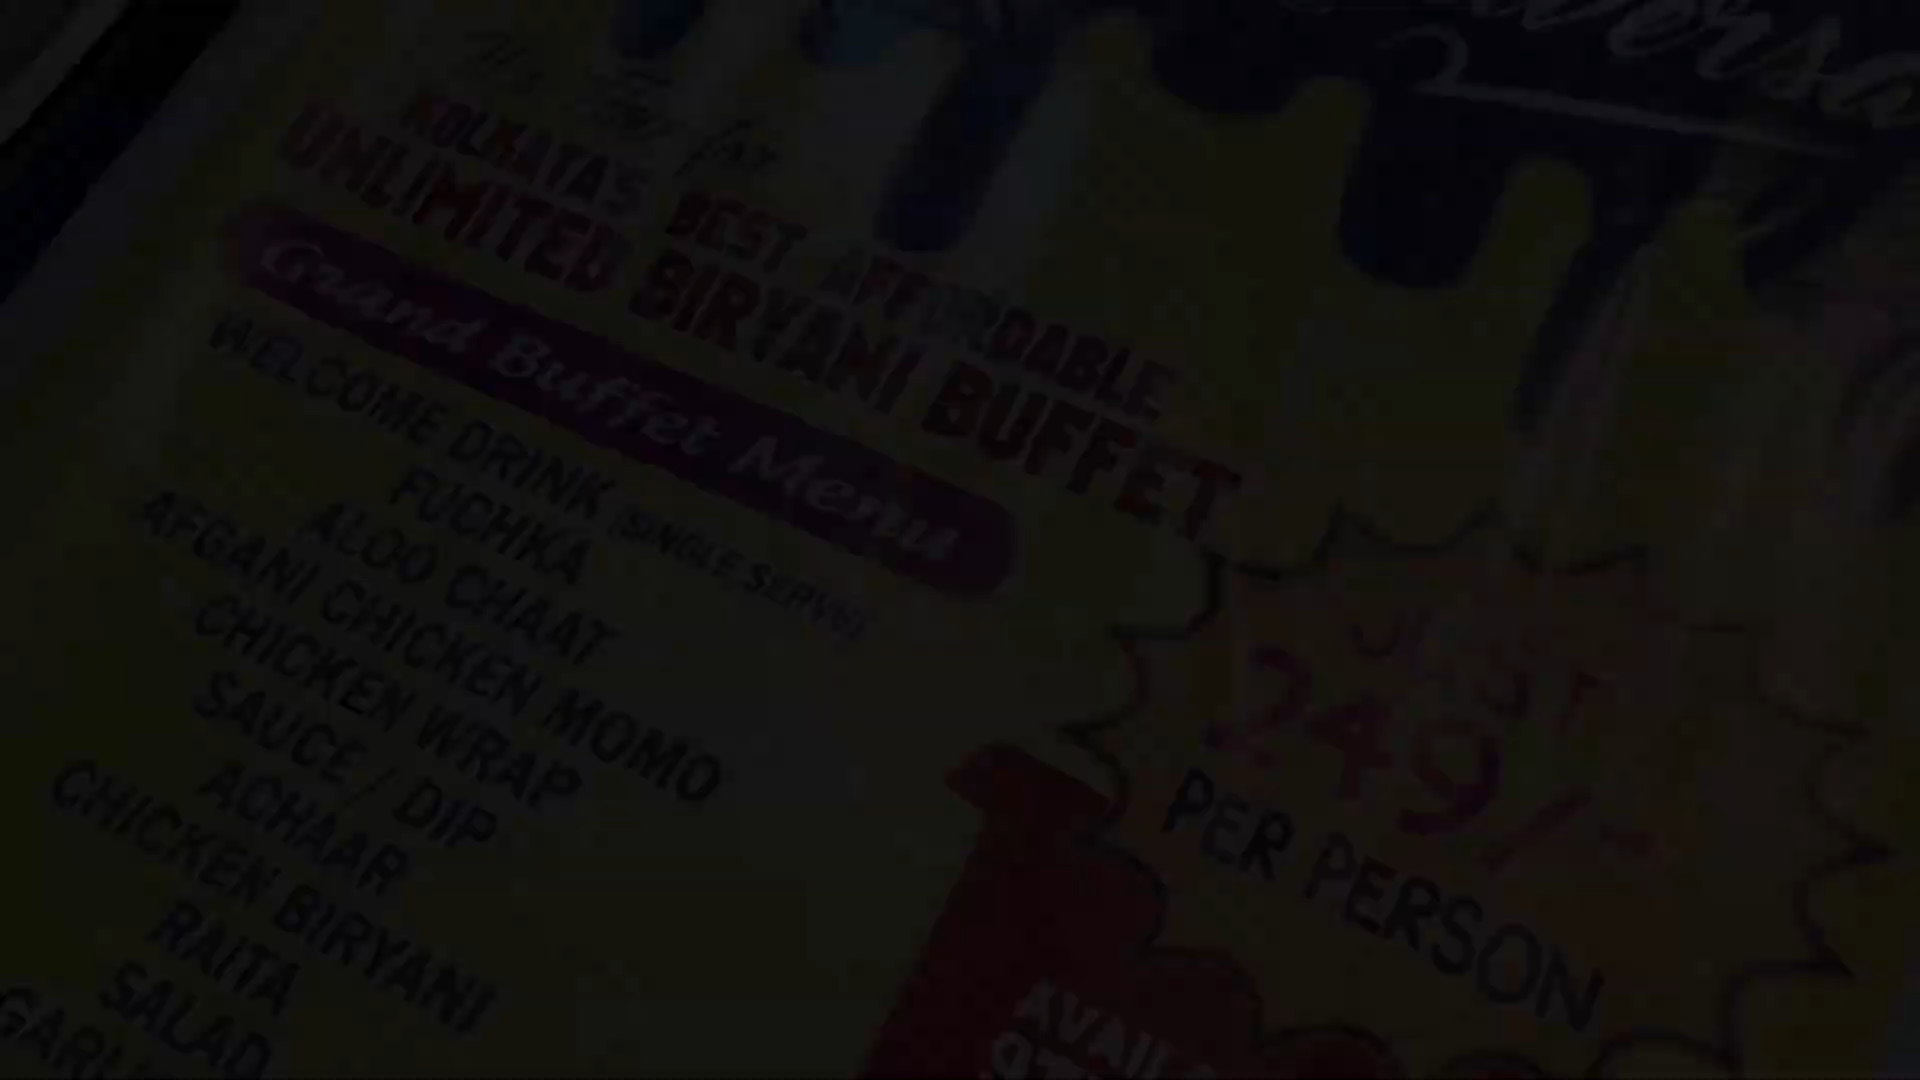 for
KOLKATA'S BEST AFFORDABLE
UNLIMITED BIRYANI BUFFET
Grand Buffet Menu
WELCOME DRINK (SINGLE SERVE)
FUCHKA
ALOO CHAAT
AFGANI CHICKEN MOMO
CHICKEN WRAP
SAUCE / DIP
ACHAAR
CHICKEN BIRYANI
RAITA
SALAD
JUST
249/-
PER PERSON